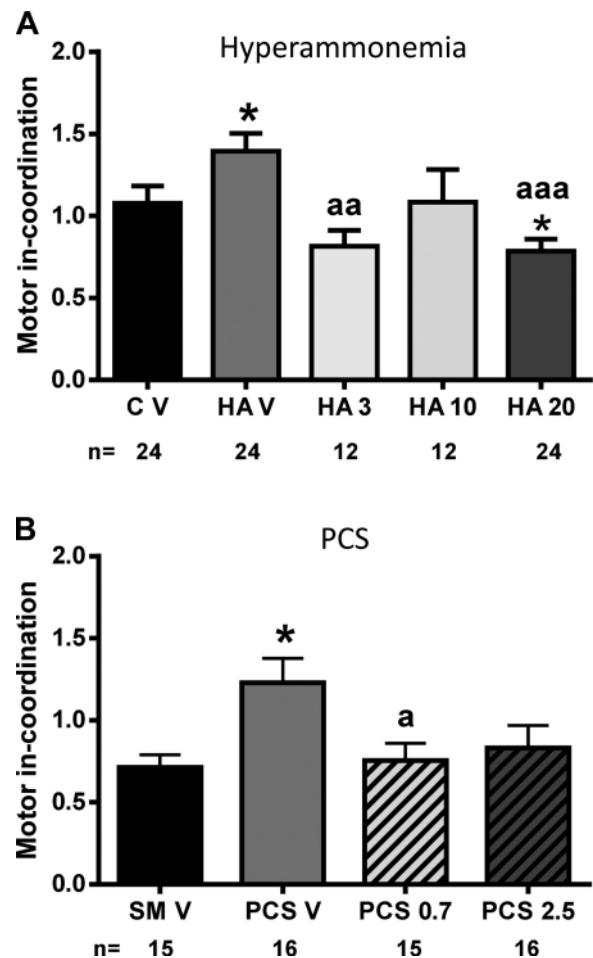 A
Hyperammonemia
Motor in-coordination
2.0
1.5
1.0
0.5
0.0
*
aa
aaa
*
C V HA V HA 3 HA 10 HA 20
n= 24 24 12 12 24
B
PCS
Motor in-coordination
2.0
1.5
1.0
0.5
0.0
*
a
SM V PCS V PCS 0.7 PCS 2.5
n= 15 16 15 16